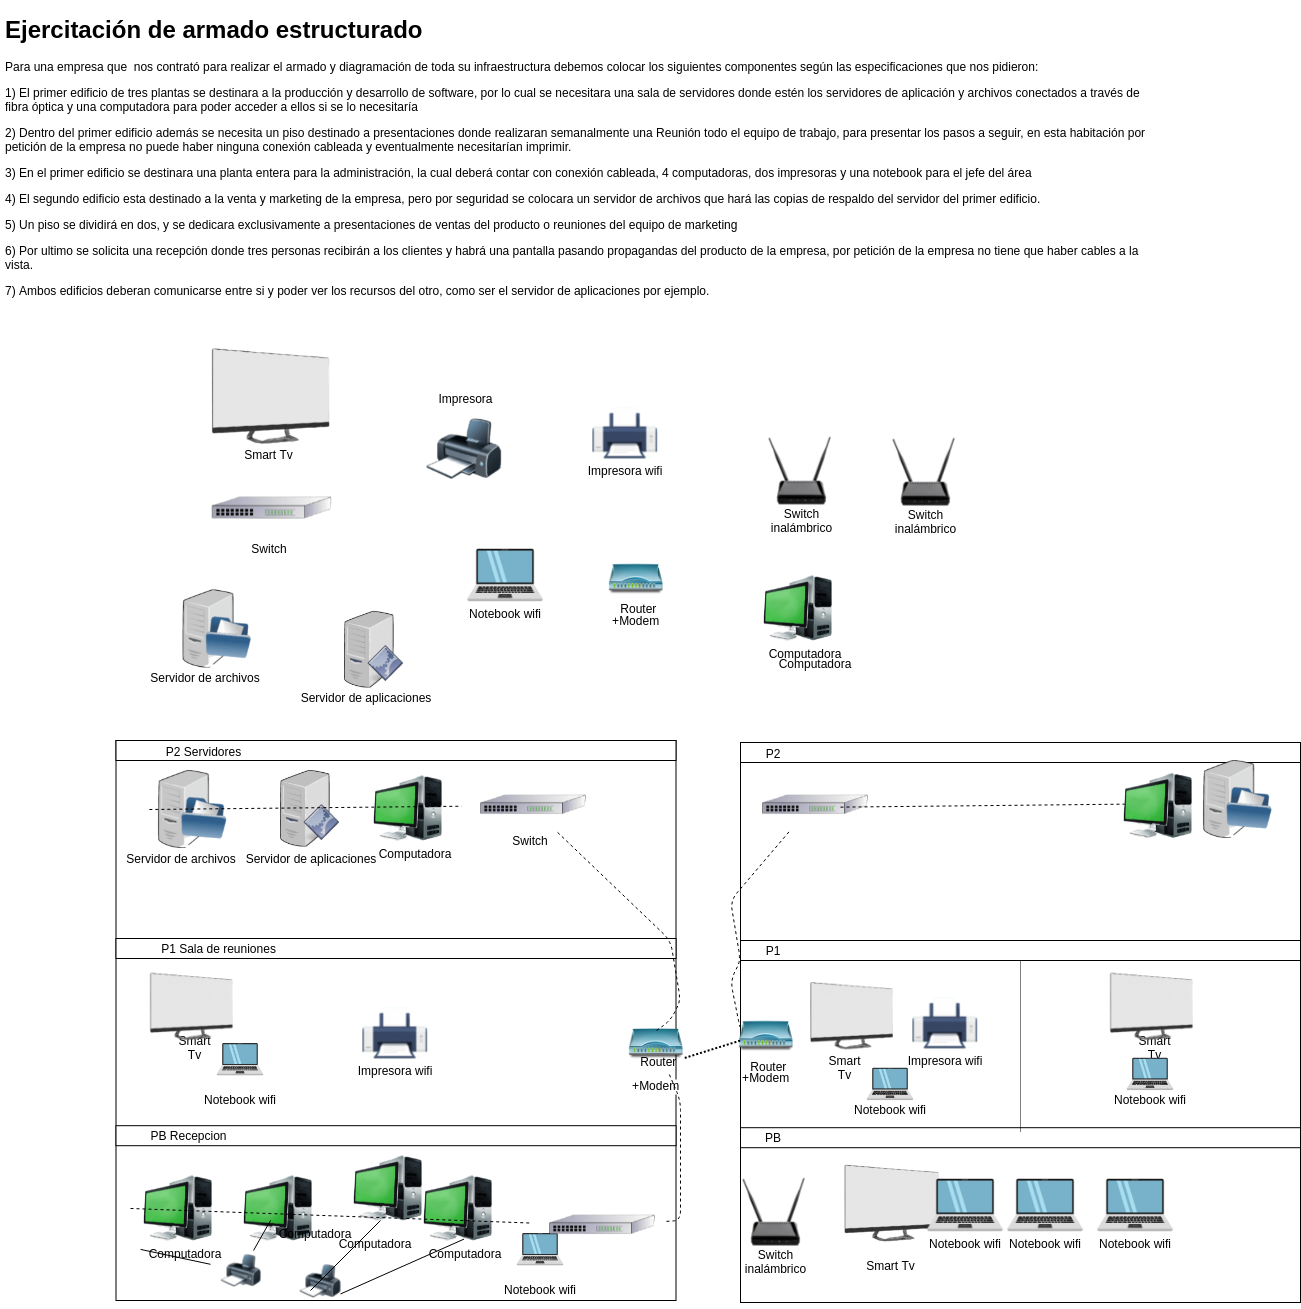 Ejercitación de armado estructurado
Para una empresa que  nos contrató para realizar el armado y diagramación de toda su infraestructura debemos colocar los siguientes componentes según las especificaciones que nos pidieron:
1) El primer edificio de tres plantas se destinara a la producción y desarrollo de software, por lo cual se necesitara una sala de servidores donde estén los servidores de aplicación y archivos conectados a través de
fibra óptica y una computadora para poder acceder a ellos si se lo necesitaría
2) Dentro del primer edificio además se necesita un piso destinado a presentaciones donde realizaran semanalmente una Reunión todo el equipo de trabajo, para presentar los pasos a seguir, en esta habitación por
petición de la empresa no puede haber ninguna conexión cableada y eventualmente necesitarían imprimir.
3) En el primer edificio se destinara una planta entera para la administración, la cual deberá contar con conexión cableada, 4 computadoras, dos impresoras y una notebook para el jefe del área
4) El segundo edificio esta destinado a la venta y marketing de la empresa, pero por seguridad se colocara un servidor de archivos que hará las copias de respaldo del servidor del primer edificio.
5) Un piso se dividirá en dos, y se dedicara exclusivamente a presentaciones de ventas del producto o reuniones del equipo de marketing
6) Por ultimo se solicita una recepción donde tres personas recibirán a los clientes y habrá una pantalla pasando propagandas del producto de la empresa, por petición de la empresa no tiene que haber cables a la
vista.
7) Ambos edificios deberan comunicarse entre si y poder ver los recursos del otro, como ser el servidor de aplicaciones por ejemplo.
Impresora
Smart Tv
Impresora wifi
Switch
inalámbrico
Switch
inalámbrico
Switch
Notebook wifi
Router
+Modem
Computadora
Computadora
Servidor de archivos
Servidor de aplicaciones
P2 Servidores
Servidor de archivos
Servidor de aplicaciones
Computadora
Switch
P1 Sala de reuniones
Smart
Tv
Notebook wifi
Impresora wifi
Router
+Modem
PB Recepcion
Computadora
Computadora
Computadora
Computadora
Notebook wifi
P2
P1
Router
+Modem
Smart
Tv
Impresora wifi
Notebook wifi
Smart
Tv
Notebook wifi
PB
Switch
inalámbrico
Smart Tv
Notebook wifi
Notebook wifi
Notebook wifi